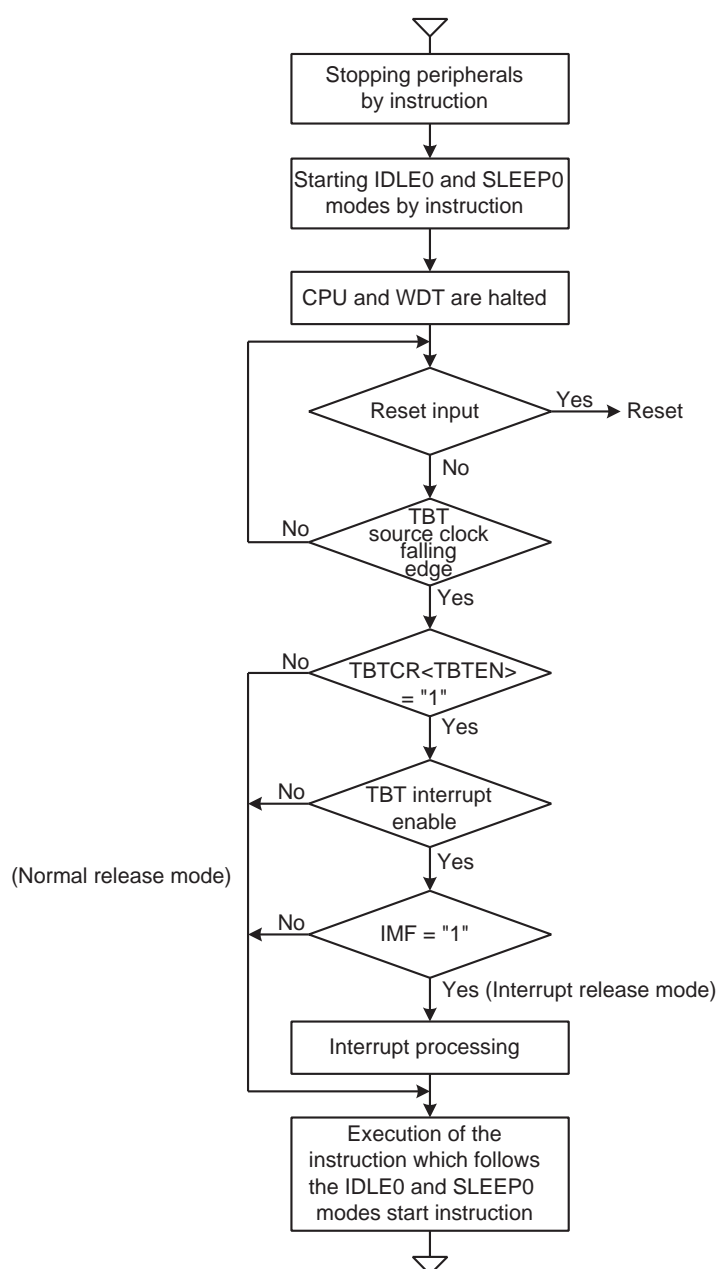 Stopping peripherals
by instruction
Starting IDLE0 and SLEEP0
modes by instruction
CPU and WDT are halted
Reset input
Yes
Reset
No
No
TBT
source clock
falling
edge
Yes
No
TBTCR<TBTEN>
= "1"
Yes
No
TBT interrupt
enable
Yes
(Normal release mode)
No
IMF = "1"
Yes (Interrupt release mode)
Interrupt processing
Execution of the
instruction which follows
the IDLE0 and SLEEP0
modes start instruction